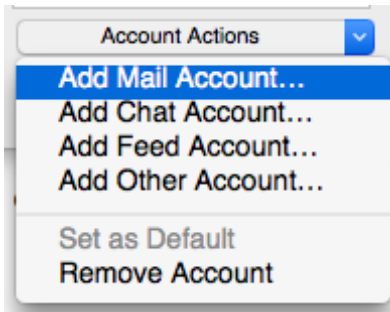 Account Actions
Add Mail Account...
Add Chat Account...
Add Feed Account...
Add Other Account...
Set as Default
Remove Account